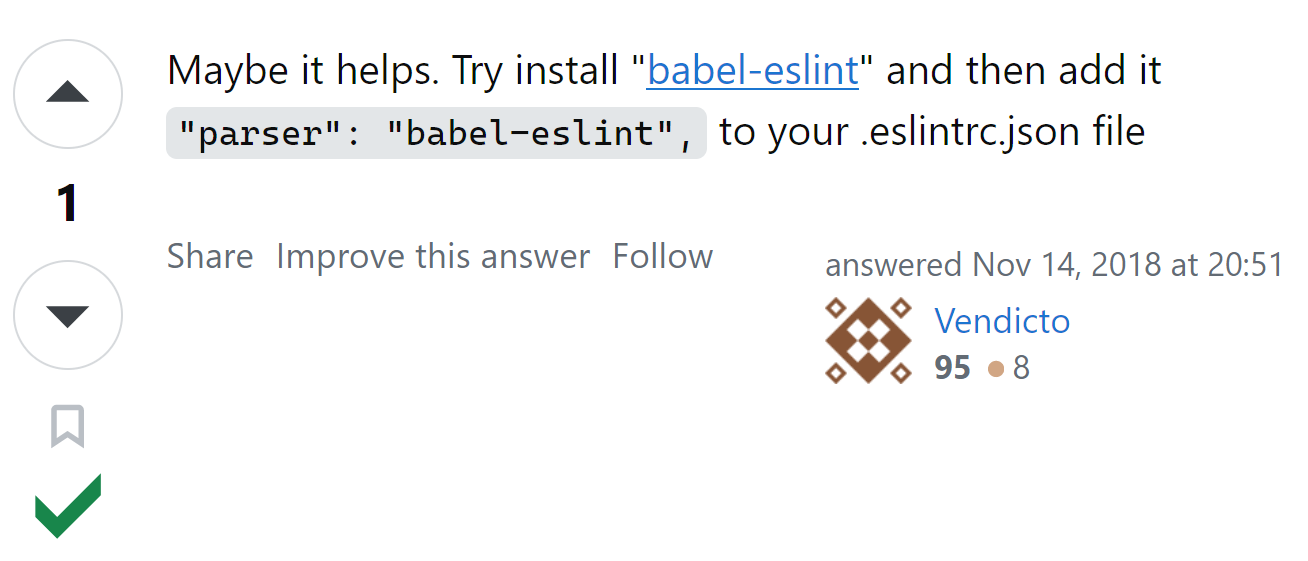 Maybe it helps. Try install "babel-eslint" and then add it
"parser": "babel-eslint", to your .eslintrc.json file
1
Share Improve this answer Follow
answered Nov 14, 2018 at 20:51
Vendicto
95 8